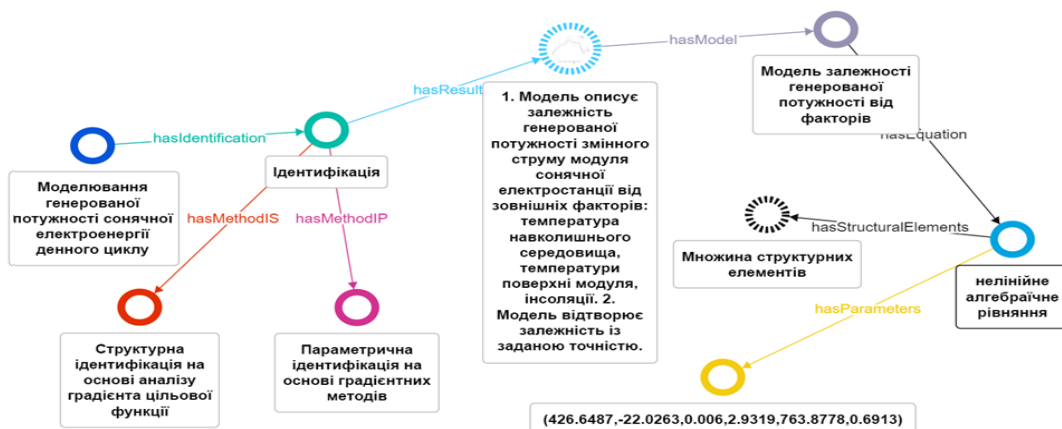 hasModel
Модель залежності
генерованої
потужності від
факторів
hasResult
1. Модель описує
залежність
генерованої
потужності змінного
струму модуля
сонячної
електростанції від
зовнішніх факторів:
температура
навколишнього
середовища,
температури
поверхні модуля,
інсоляції. 2.
Модель відтворює
залежність із
заданою точністю.
hasIdentification
Ідентифікація
Моделювання
генерованої
потужності сонячної
електроенергії
денного циклу
hasMethodIS
hasMethodIP
hasEquation
hasStructuralElements
Множина структурних
елементів
нелінійне
алгебраїчне
рівняння
hasParameters
Структурна
ідентифікація на
основі аналізу
градієнта цільової
функції
Параметрична
ідентифікація на
основі градієнтних
методів
(426.6487,-22.0263,0.006,2.9319,763.8778,0.6913)